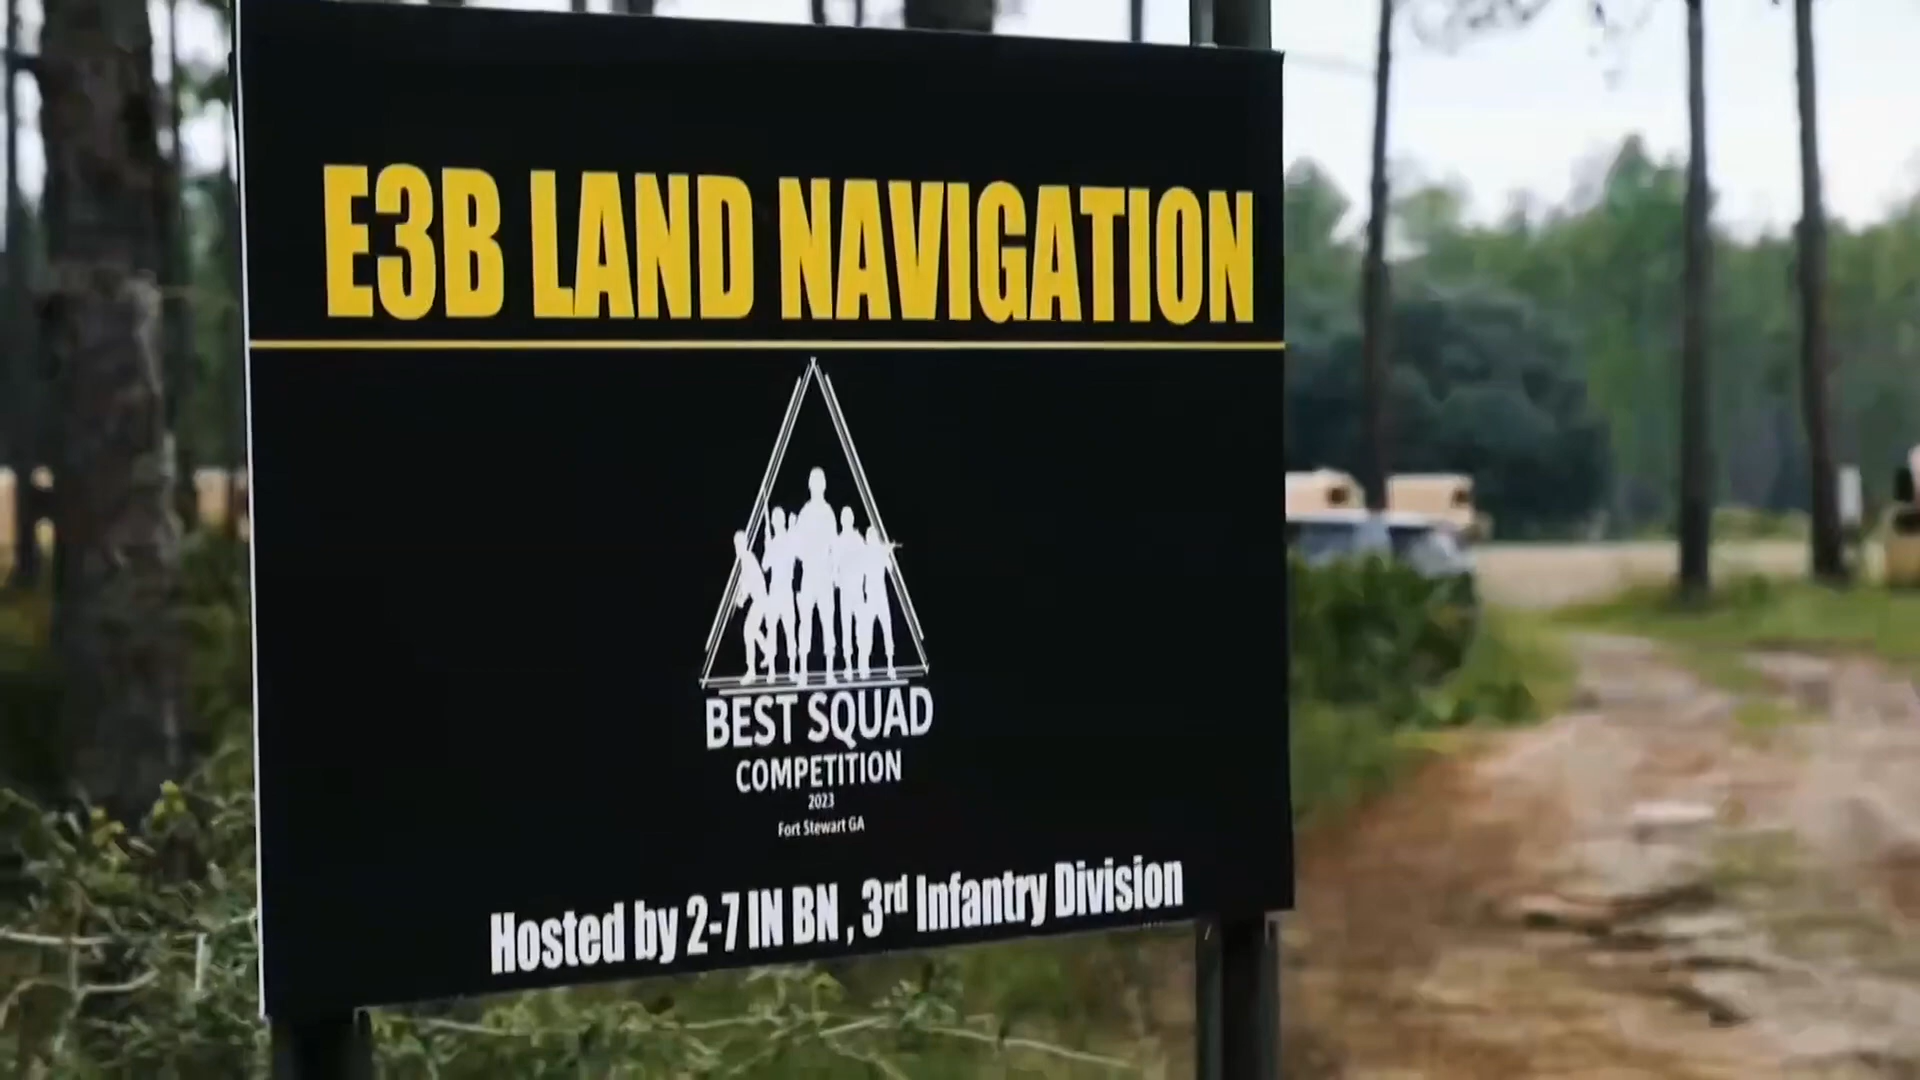 E3B LAND NAVIGATION
BEST SQUAD
COMPETITION
2023
Fort Stewart GA
Hosted by 2-7 IN BN , 3rd Infantry Division